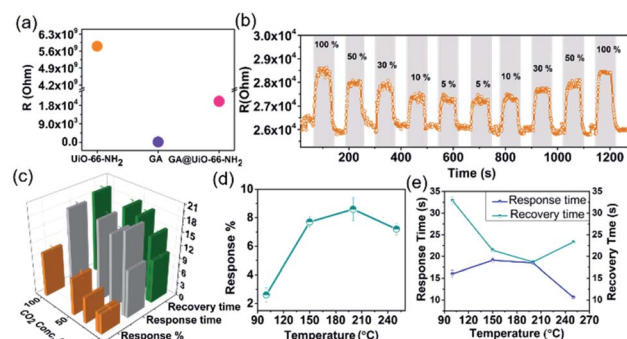 (a)
6.3x10⁹
5.6x10⁹
4.9x10⁹
4.2x10⁹
1.8x10⁴
9.0x10³
0.0
R (Ohm)
UiO-66-NH₂ GA GA@UiO-66-NH₂
(b)
3.0x10⁴
2.9x10⁴
2.8x10⁴
2.7x10⁴
2.6x10⁴
R(Ohm)
100 % 50 % 30 % 10 % 5 % 5 % 10 % 30 % 50 % 100 %
200 400 600 800 1000 1200
Time (s)
(c)
21
18
15
12
9
6
3
0
Recovery time
Response time
Response %
100
CO₂ Conc.
(d)
10
8
6
4
2
Response %
90 120 150 180 210 240
Temperature (°C)
(e)
35
30
25
20
15
10
Response Time (s)
Response time
Recovery time
35
30
25
20
15
10
Recovery Tme (s)
90 120 150 180 210 240 270
Temperature (°C)